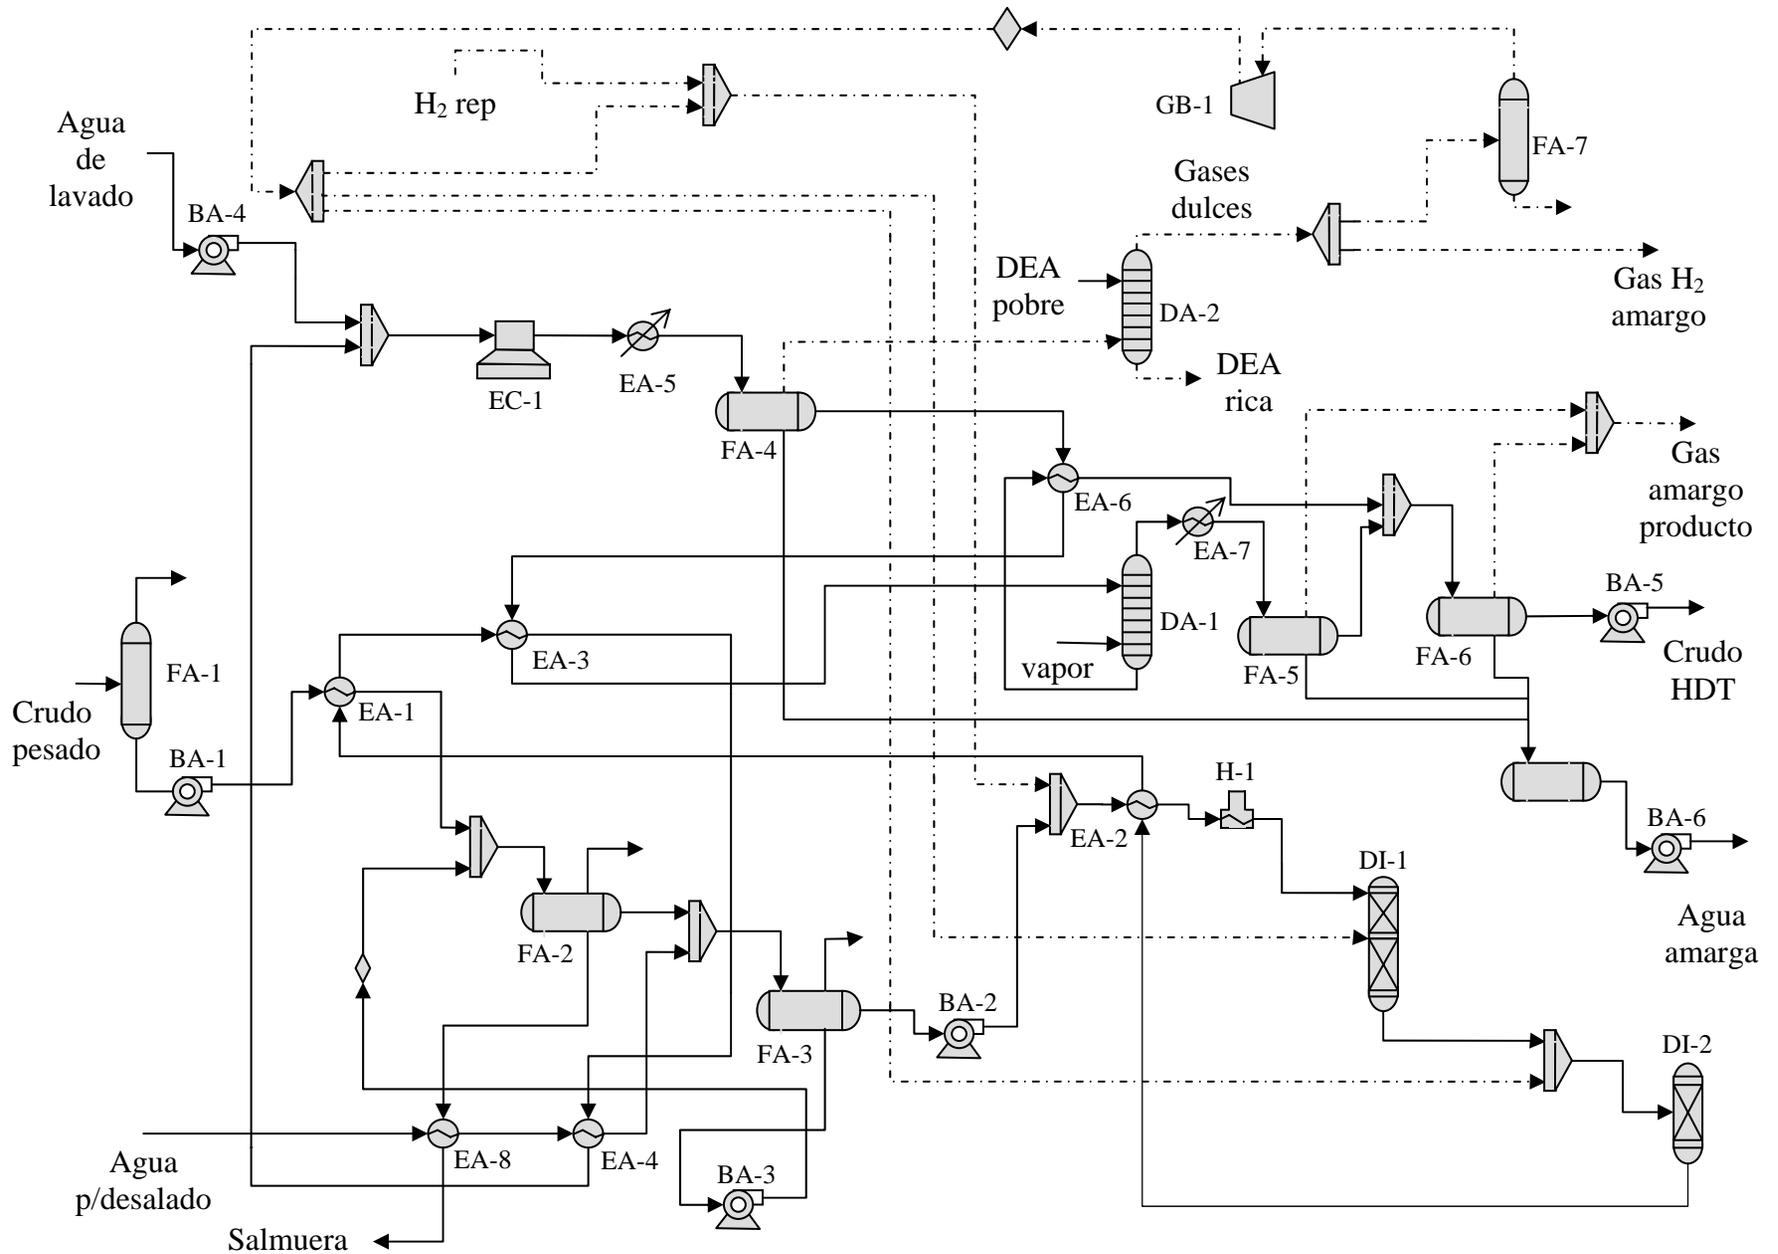 H₂ rep
GB-1
FA-7
Agua
de
lavado
BA-4
Gases
dulces
DEA
pobre
DA-2
Gas H₂
amargo
DEA
rica
EC-1
EA-5
FA-4
Gas
amargo
producto
EA-6
EA-7
BA-5
Crudo
HDT
FA-1
EA-3
DA-1
vapor
FA-5
FA-6
Crudo
pesado
EA-1
BA-1
H-1
EA-2
BA-6
DI-1
Agua
amarga
FA-2
FA-3
BA-2
DI-2
Agua
p/desalado
EA-8
EA-4
BA-3
Salmuera